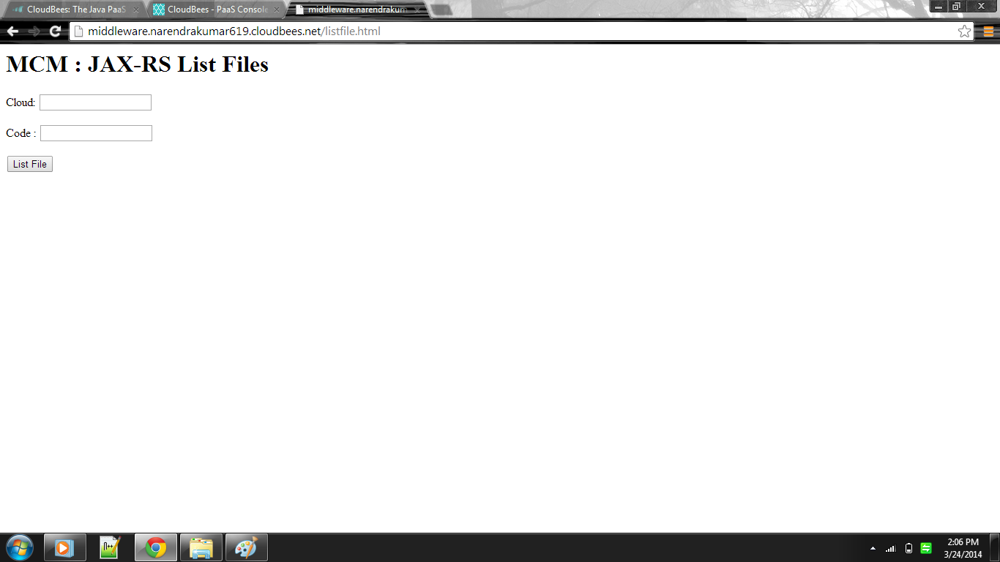 CloudBees: The Java PaaS
CloudBees - PaaS Console
middleware.narendrakum
middleware.narendrakumar619.cloudbees.net/listfile.html
MCM : JAX-RS List Files
Cloud:
Code :
List File
2:06 PM
3/24/2014